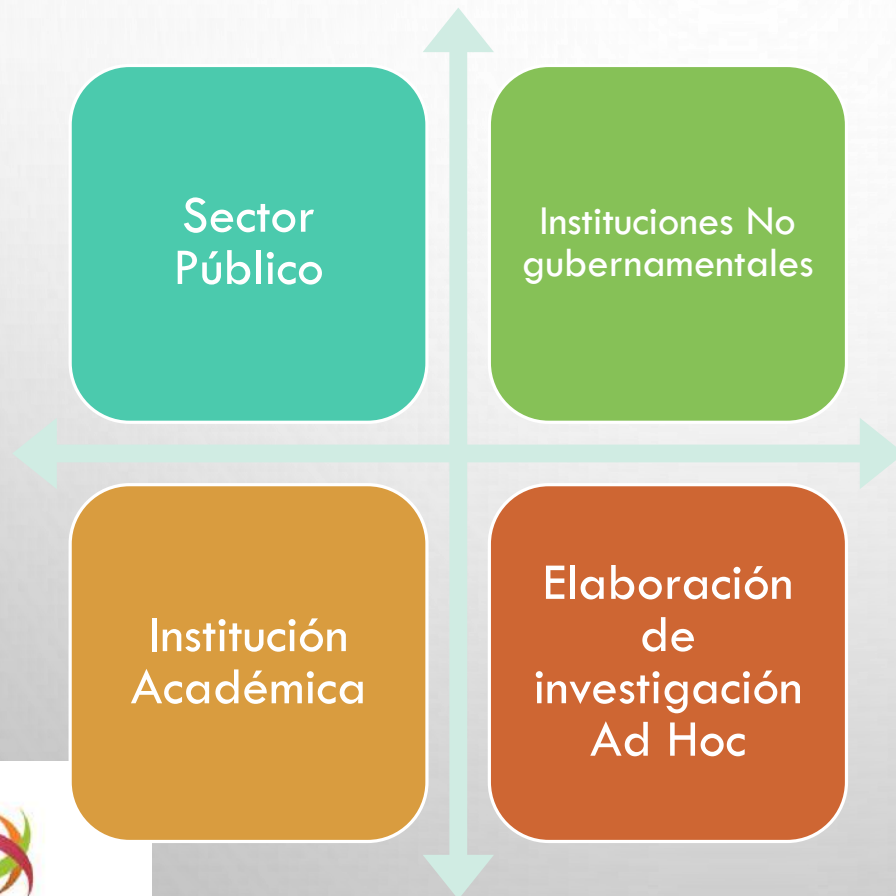 Sector
Público
Instituciones No
gubernamentales
Institución
Académica
Elaboración
de
investigación
Ad Hoc